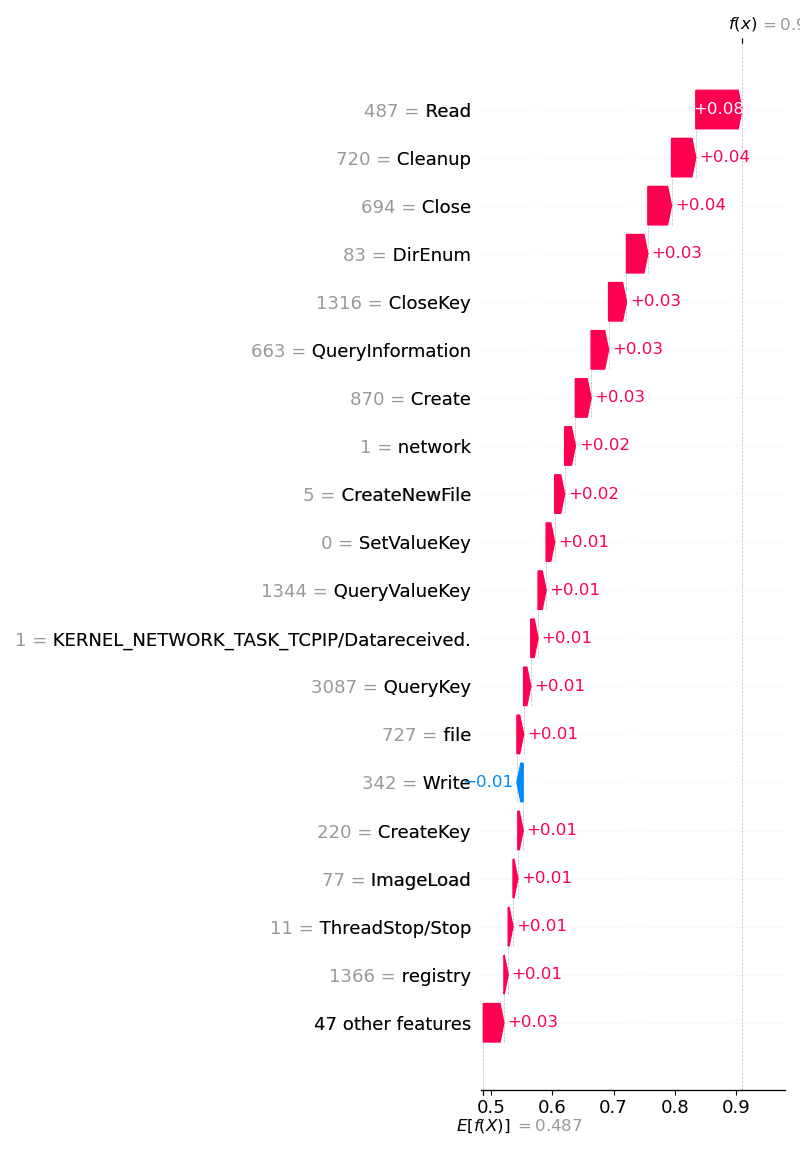 f(x) = 0.9
487 = Read
+0.08
720 = Cleanup
+0.04
694 = Close
+0.04
83 = DirEnum
+0.03
1316 = CloseKey
+0.03
663 = QueryInformation
+0.03
870 = Create
+0.03
1 = network
+0.02
5 = CreateNewFile
+0.02
0 = SetValueKey
+0.01
1344 = QueryValueKey
+0.01
1 = KERNEL_NETWORK_TASK_TCPIP/Datareceived.
+0.01
3087 = QueryKey
+0.01
727 = file
+0.01
342 = Write
−0.01
220 = CreateKey
+0.01
77 = ImageLoad
+0.01
11 = ThreadStop/Stop
+0.01
1366 = registry
+0.01
47 other features
+0.03
0.5 0.6 0.7 0.8 0.9
E[f(X)] = 0.487